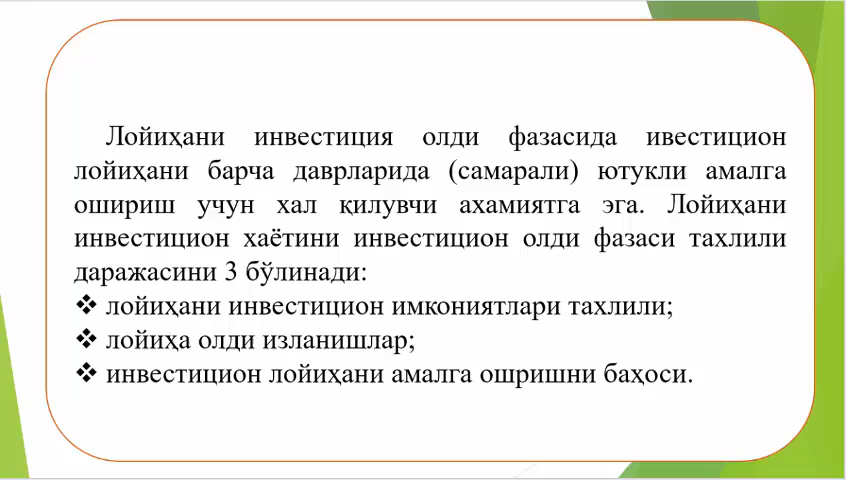 Лойиҳани инвестиция олди фазасида ивестицион
лойиҳани барча даврларида (самарали) ютукли амалга
ошириш учун хал қилувчи ахамиятга эга. Лойиҳани
инвестицион хаётини инвестицион олди фазаси тахлили
даражасини 3 бўлинади:
❖ лойиҳани инвестицион имкониятлари тахлили;
❖ лойиҳа олди изланишлар;
❖ инвестицион лойиҳани амалга ошришни баҳоси.